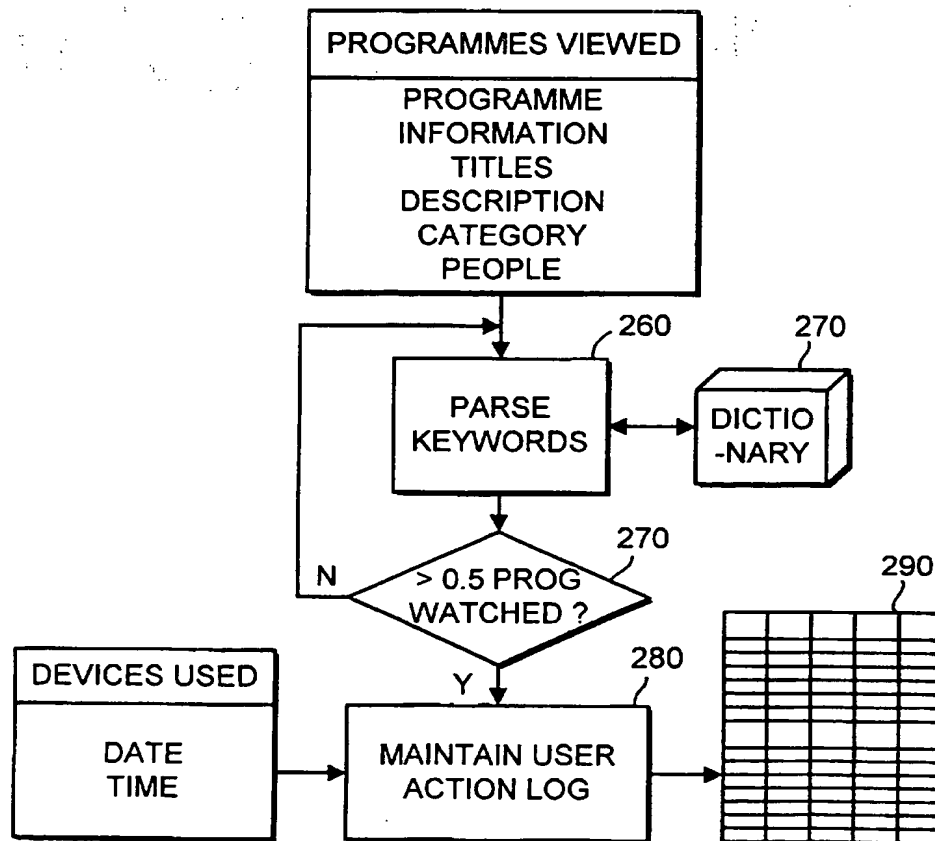 PROGRAMMES VIEWED
PROGRAMME
INFORMATION
TITLES
DESCRIPTION
CATEGORY
PEOPLE
260
270
PARSE
KEYWORDS
DICTIO
-NARY
270
N
> 0.5 PROG
WATCHED ?
290
DEVICES USED
Y
280
DATE
TIME
MAINTAIN USER
ACTION LOG